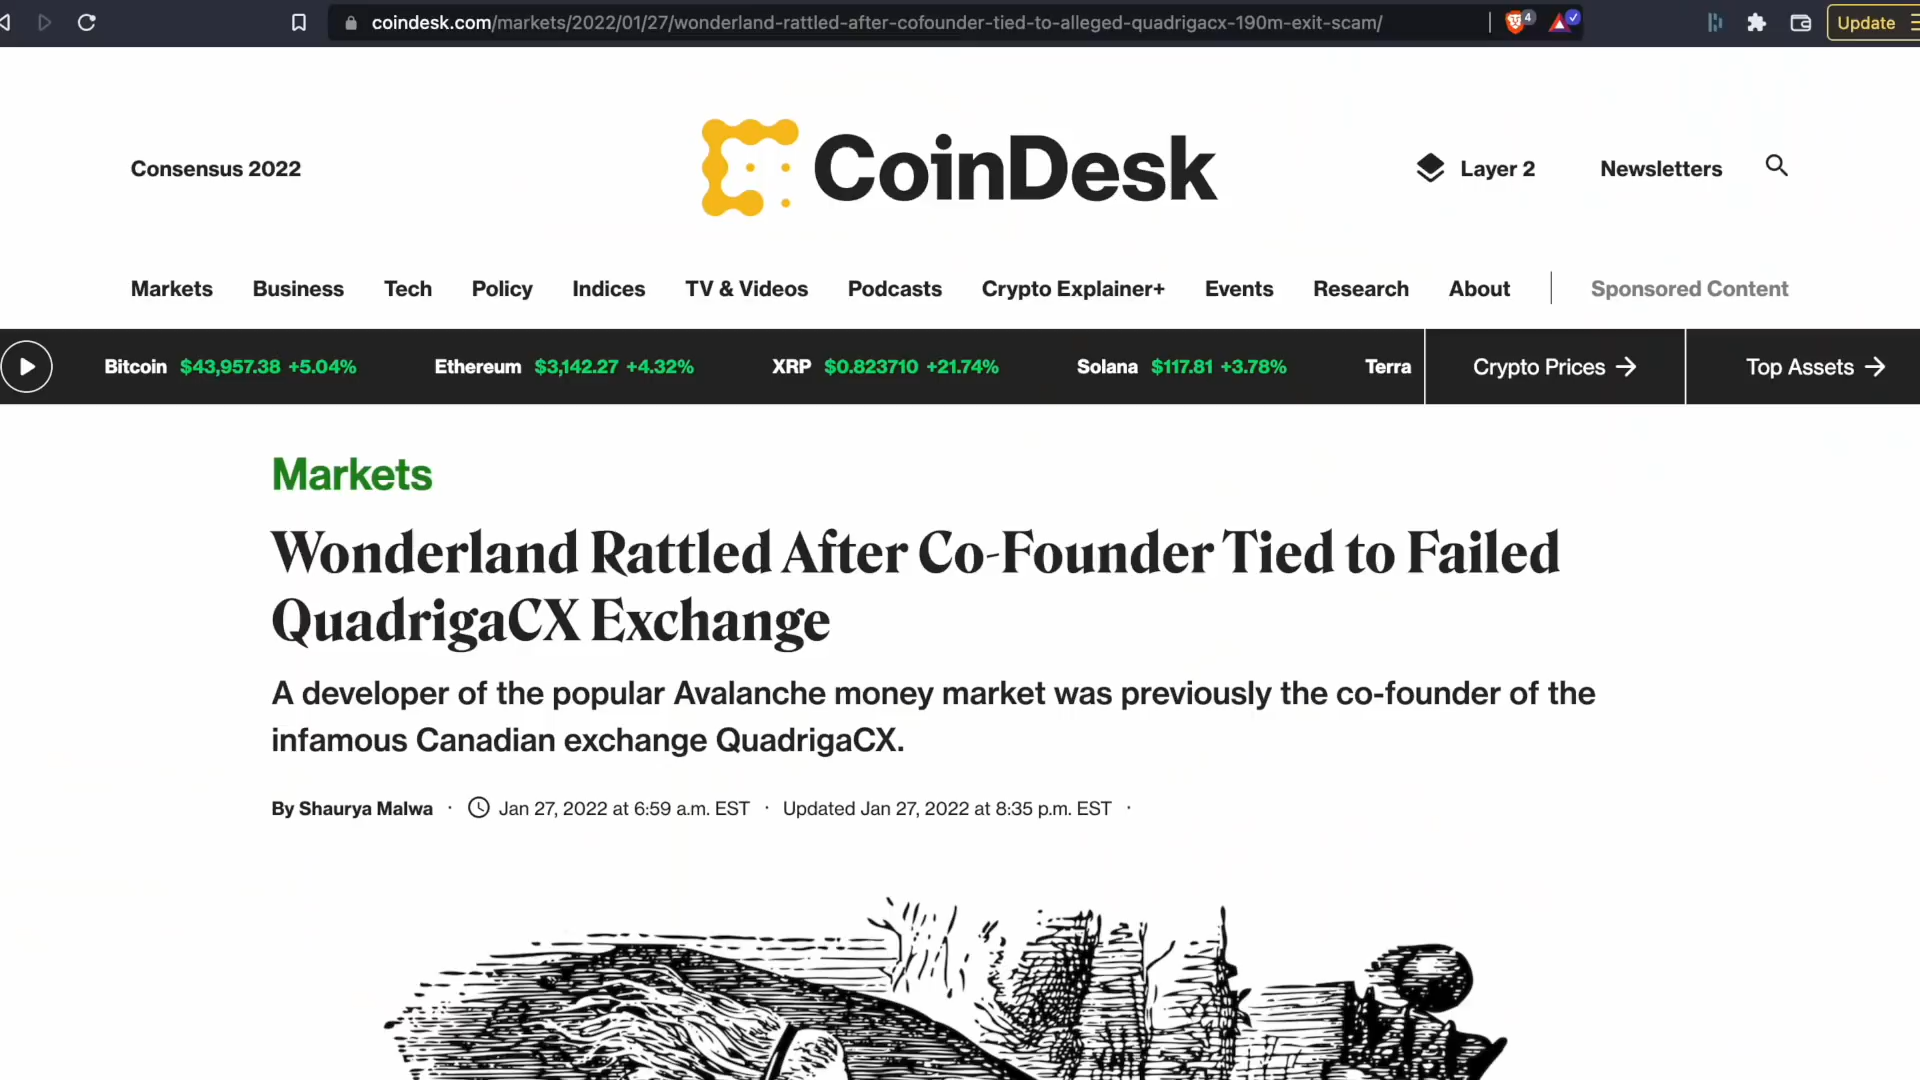 coindesk.com/markets/2022/01/27/wonderland-rattled-after-cofounder-tied-to-alleged-quadrigacx-190m-exit-scam/
4
Update
Consensus 2022
CoinDesk
Layer 2
Newsletters
Markets Business Tech Policy Indices TV & Videos Podcasts Crypto Explainer+ Events Research About Sponsored Content
Bitcoin $43,957.38 +5.04% Ethereum $3,142.27 +4.32% XRP $0.823710 +21.74% Solana $117.81 +3.78% Terra Crypto Prices → Top Assets →
Markets
Wonderland Rattled After Co-Founder Tied to Failed
QuadrigaCX Exchange
A developer of the popular Avalanche money market was previously the co-founder of the
infamous Canadian exchange QuadrigaCX.
By Shaurya Malwa · Jan 27, 2022 at 6:59 a.m. EST · Updated Jan 27, 2022 at 8:35 p.m. EST ·